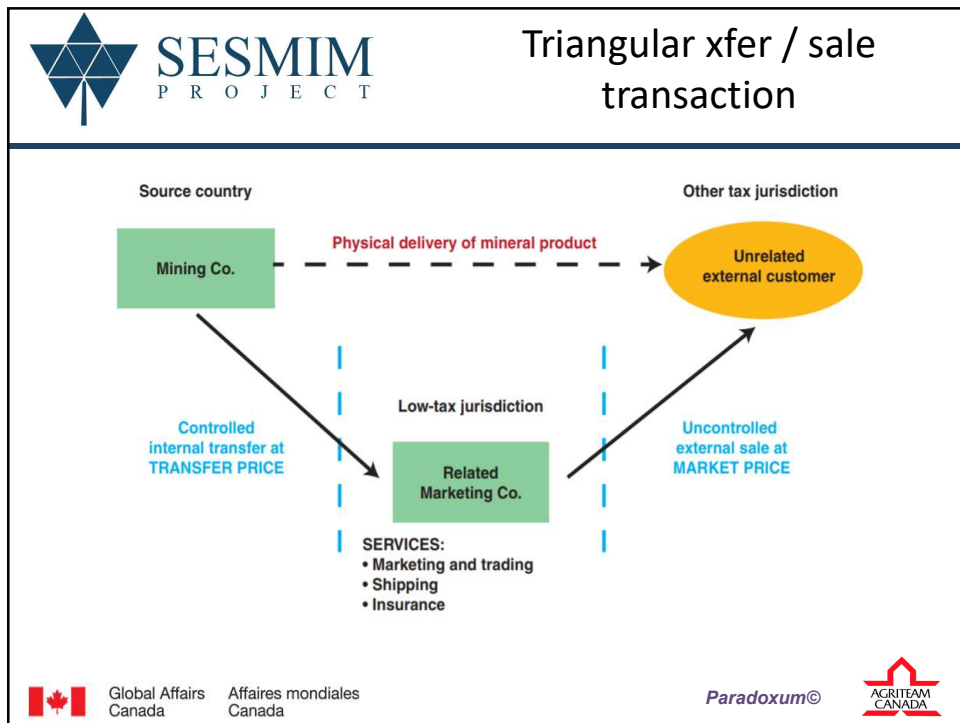 SESMIM
PROJECT
Triangular xfer / sale
transaction
Source country
Other tax jurisdiction
Mining Co.
Physical delivery of mineral product
Unrelated
external customer
Low-tax jurisdiction
Controlled
internal transfer at
TRANSFER PRICE
Related
Marketing Co.
Uncontrolled
external sale at
MARKET PRICE
SERVICES:
• Marketing and trading
• Shipping
• Insurance
Global Affairs
Canada
Affaires mondiales
Canada
Paradoxum©
AGRITEAM
CANADA